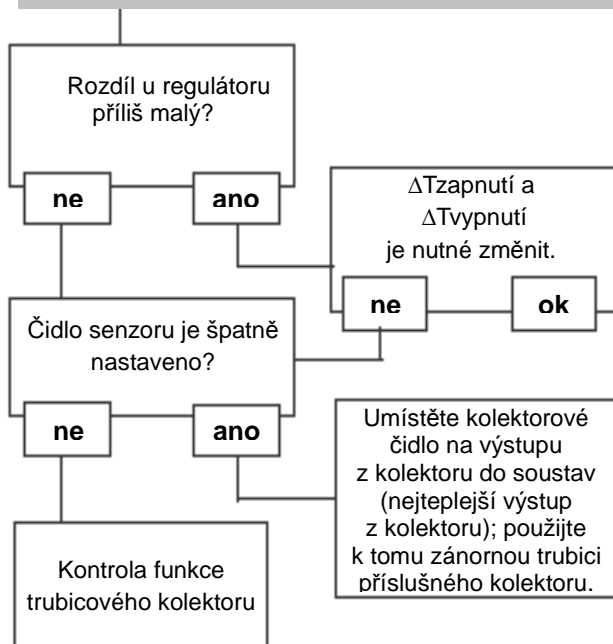 Rozdíl u regulátoru
příliš malý?
ne
ano
∆Tzapnutí a
∆Tvypnutí
je nutné změnit.
ne
ok
Čidlo senzoru je špatně
nastaveno?
ne
ano
Umístěte kolektorové
čidlo na výstupu
z kolektoru do soustav
(nejteplejší výstup
z kolektoru); použijte
k tomu zánornou trubici
příslušného kolektoru.
Kontrola funkce
trubicového kolektoru